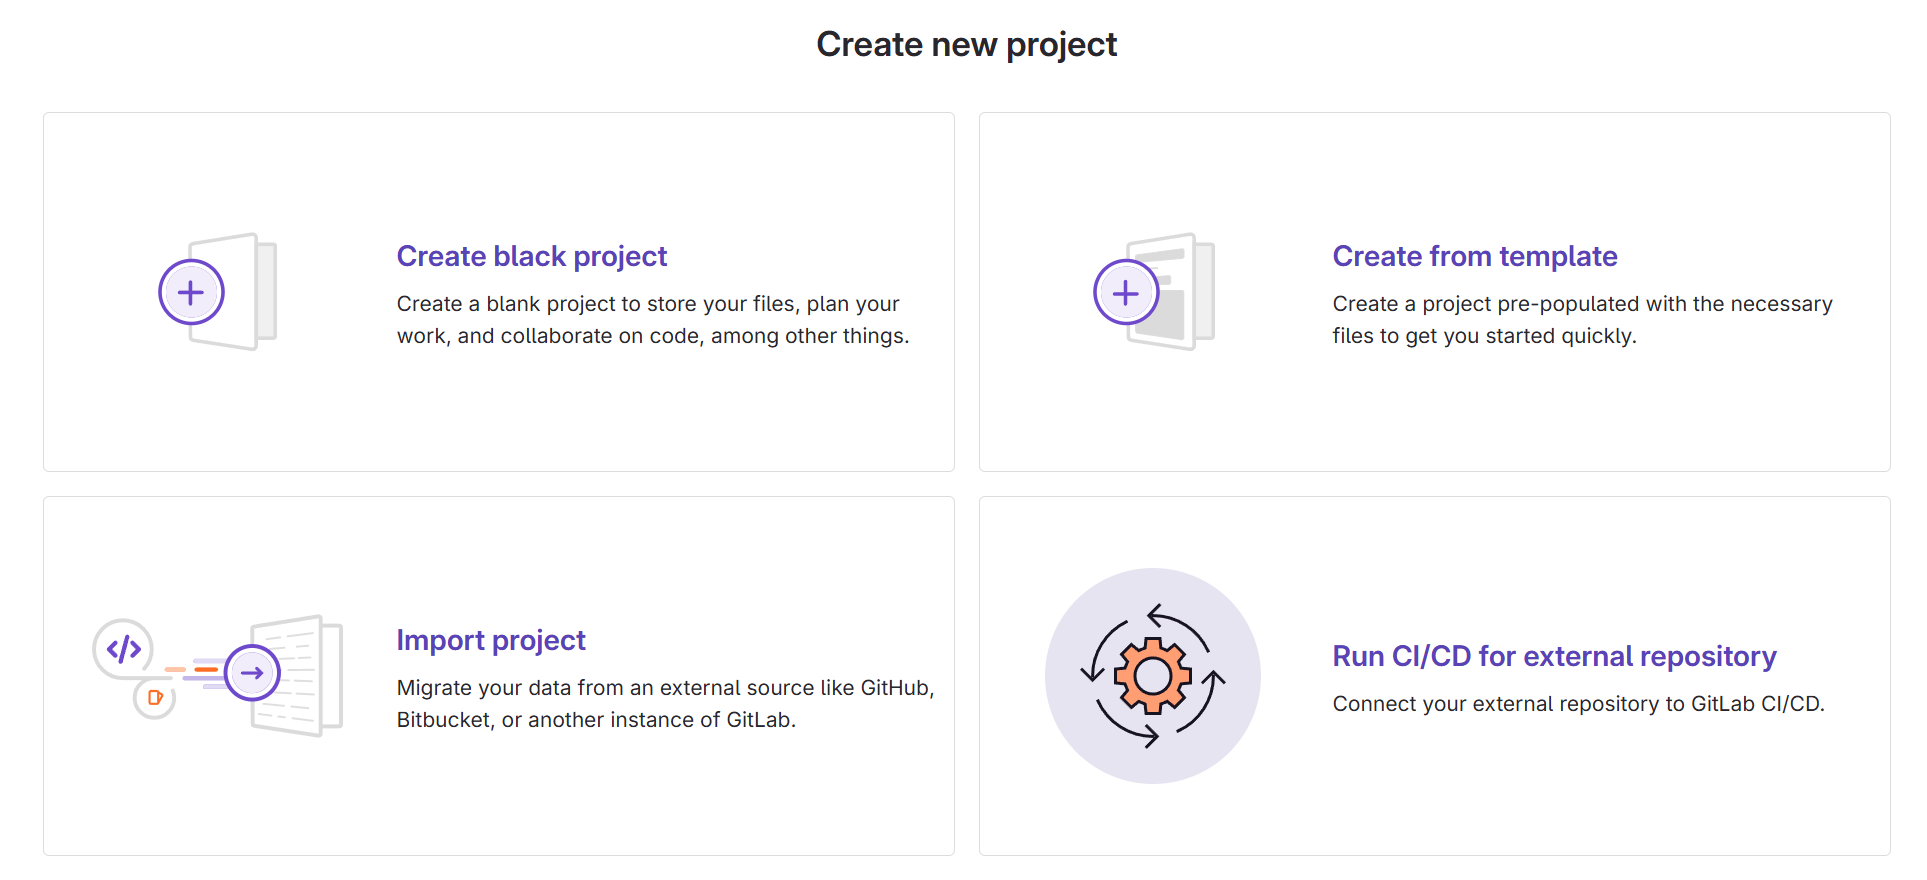 Create new project
Create black project
Create a blank project to store your files, plan your
work, and collaborate on code, among other things.
Create from template
Create a project pre-populated with the necessary
files to get you started quickly.
Import project
Migrate your data from an external source like GitHub,
Bitbucket, or another instance of GitLab.
Run CI/CD for external repository
Connect your external repository to GitLab CI/CD.